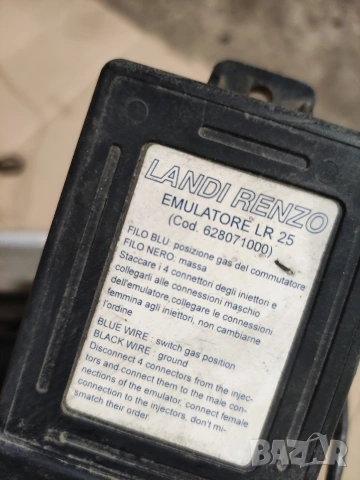 LANDI RENZO
EMULATORE LR 25
(Cod. 628071000)
FILO BLU: posizione gas del commutatore
FILO NERO: massa
Staccare i 4 connettori degli iniettori e
collegarli alle connessioni maschio
dell'emulatore,collegare le connessioni
femmina agli iniettori, non cambiarne
l'ordine
BLUE WIRE : switch gas position
BLACK WIRE : ground
Disconnect 4 connectors from the injec-
tors and connect them to the male con-
nections of the emulator, connect female
connection to the injectors, don't mi-
smatch their order.
BAZAR